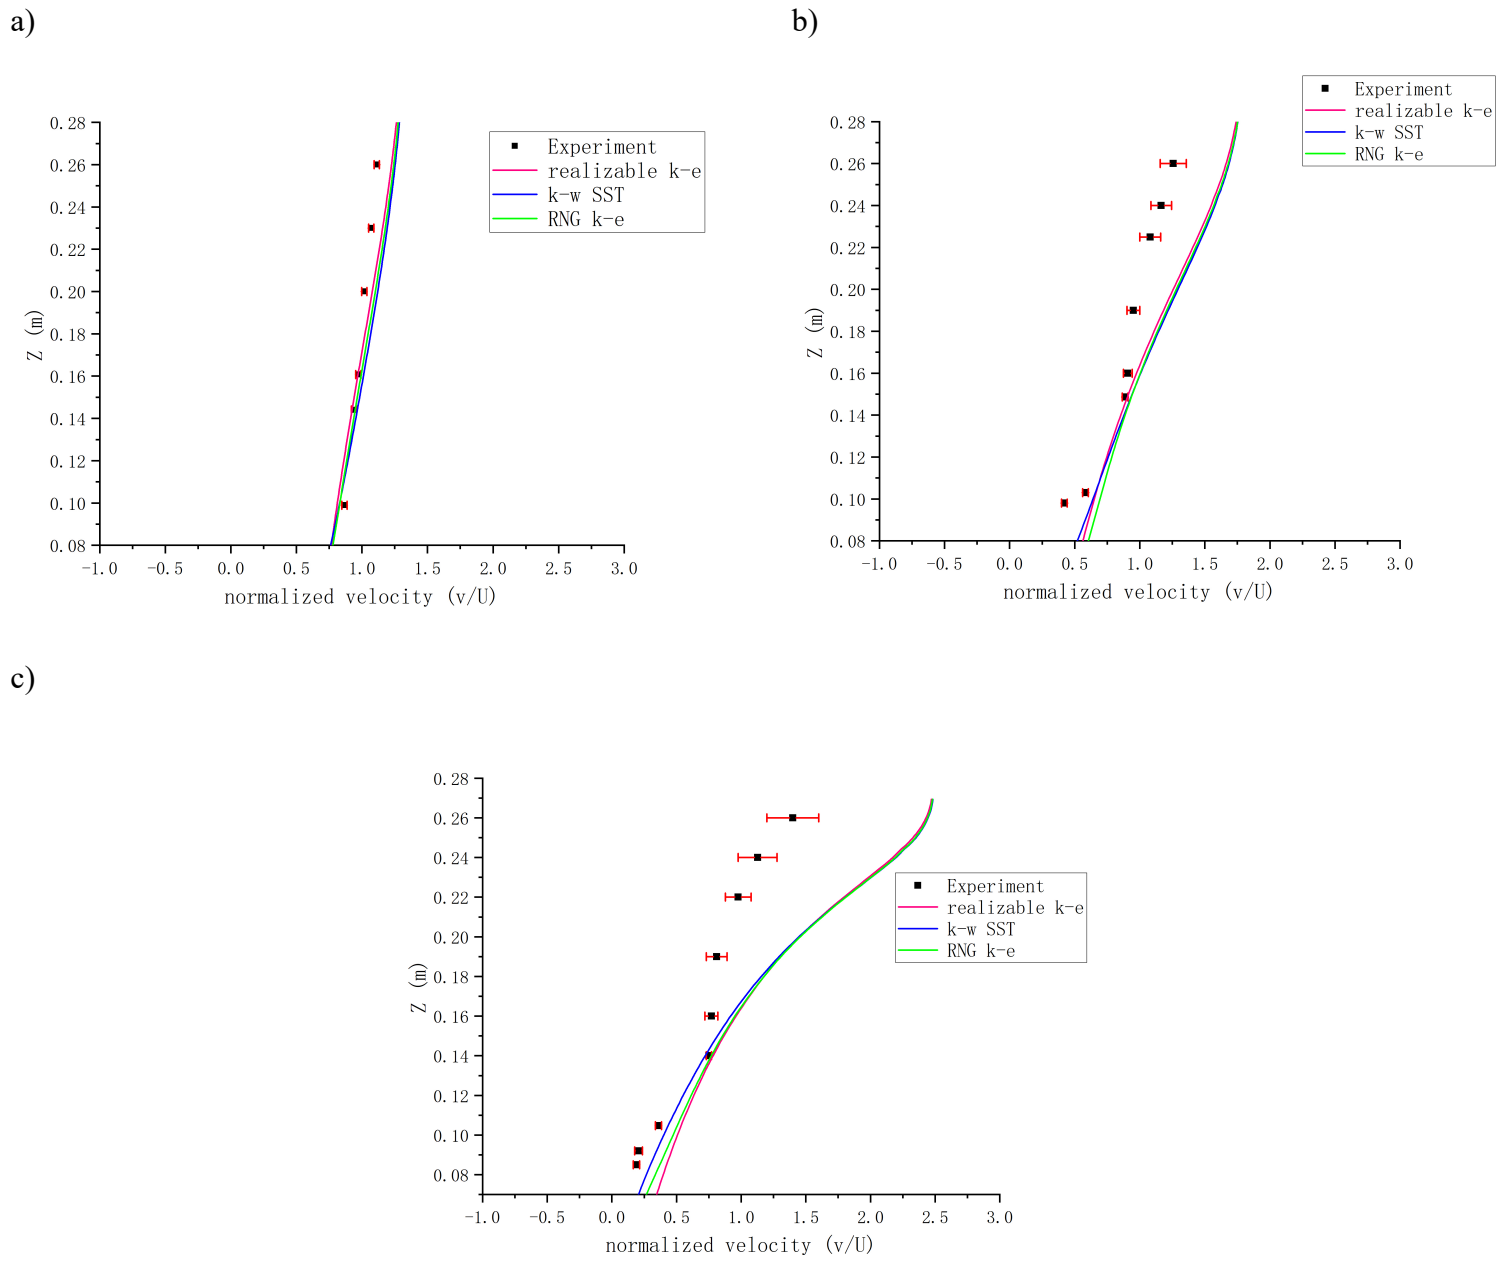 a)
0.28
0.26
0.24
0.22
0.20
0.18
0.16
0.14
0.12
0.10
0.08
Z (m)
-1.0 -0.5 0.0 0.5 1.0 1.5 2.0 2.5 3.0
normalized velocity (v/U)
Experiment
realizable k-e
k-w SST
RNG k-e
b)
0.28
0.26
0.24
0.22
0.20
0.18
0.16
0.14
0.12
0.10
0.08
Z (m)
-1.0 -0.5 0.0 0.5 1.0 1.5 2.0 2.5 3.0
normalized velocity (v/U)
Experiment
realizable k-e
k-w SST
RNG k-e
c)
0.28
0.26
0.24
0.22
0.20
0.18
0.16
0.14
0.12
0.10
0.08
Z (m)
-1.0 -0.5 0.0 0.5 1.0 1.5 2.0 2.5 3.0
normalized velocity (v/U)
Experiment
realizable k-e
k-w SST
RNG k-e